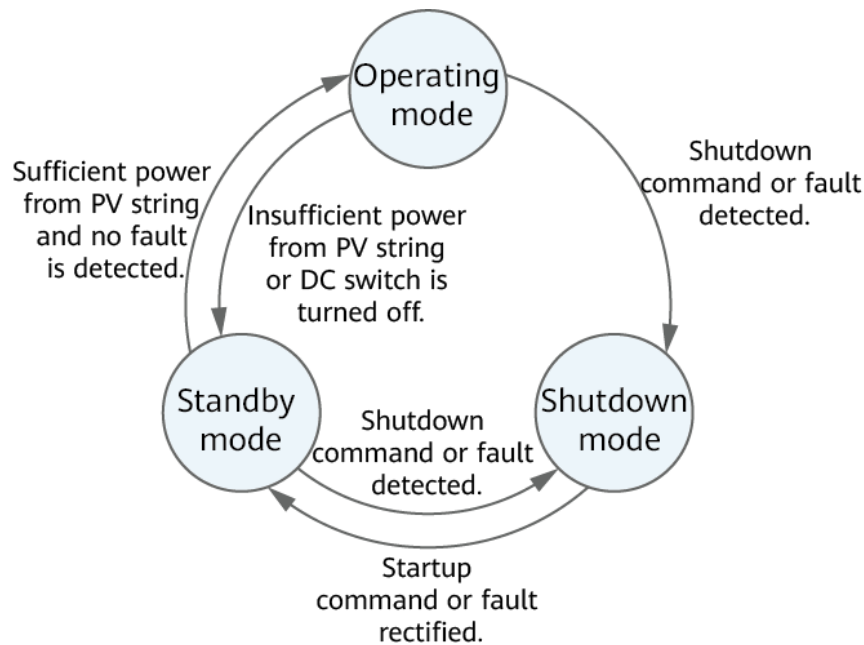 Operating
mode
Sufficient power
from PV string
and no fault
is detected.
Insufficient power
from PV string
or DC switch is
turned off.
Shutdown
command or fault
detected.
Standby
mode
Shutdown
command or fault
detected.
Shutdown
mode
Startup
command or fault
rectified.